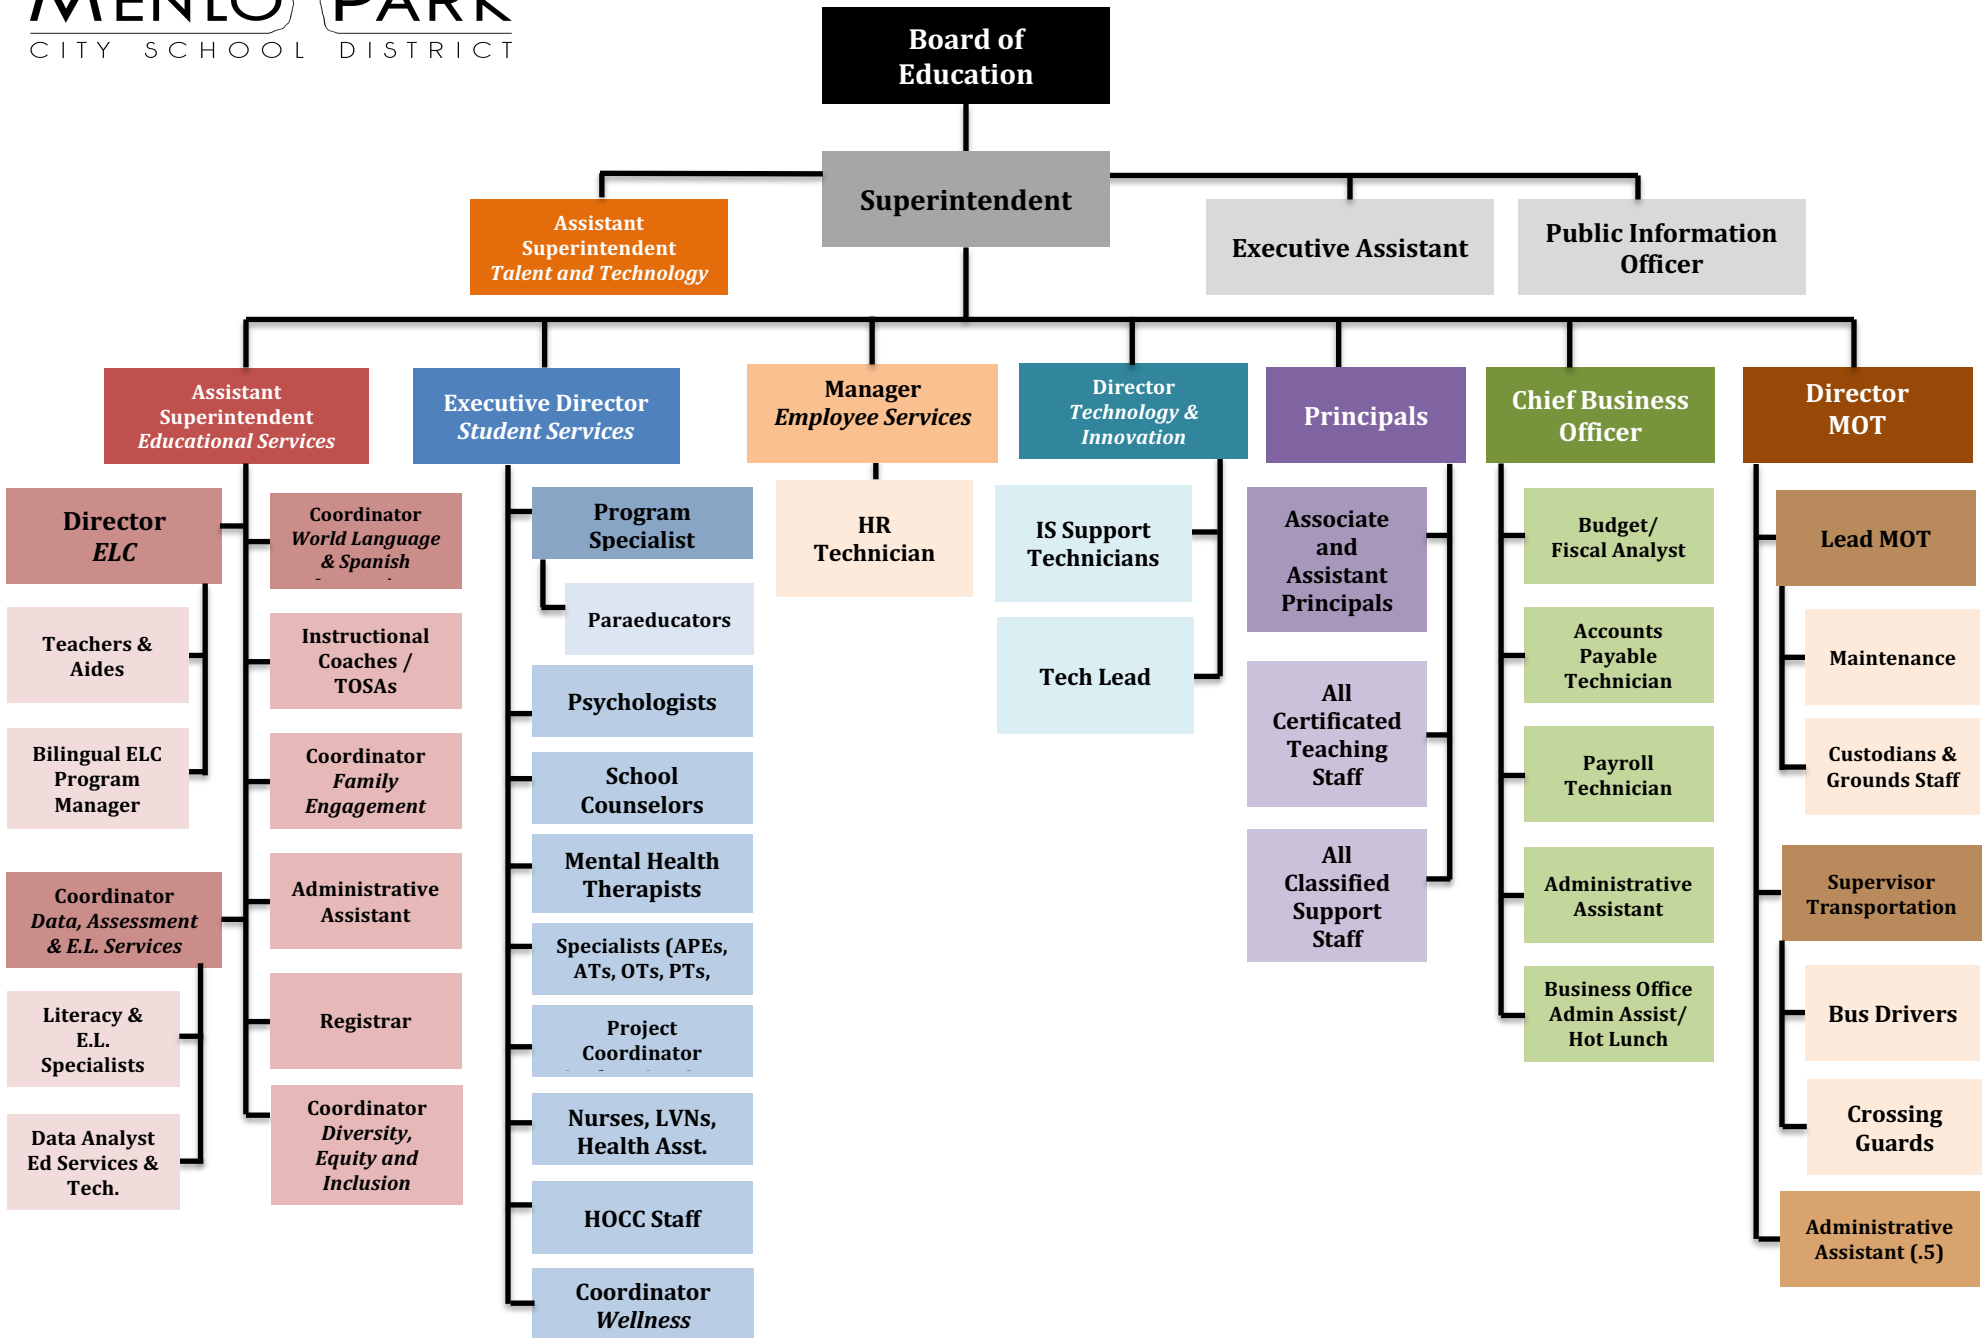 MENLO PARK
CITY SCHOOL DISTRICT
Board of
Education
Superintendent
Assistant
Superintendent
Talent and Technology
Executive Assistant
Public Information
Officer
Assistant
Superintendent
Educational Services
Executive Director
Student Services
Manager
Employee Services
Director
Technology &
Innovation
Principals
Chief Business
Officer
Director
MOT
Director
ELC
Teachers &
Aides
Bilingual ELC
Program
Manager
Coordinator
Data, Assessment
& E.L. Services
Literacy &
E.L.
Specialists
Data Analyst
Ed Services &
Tech.
Coordinator
World Language
& Spanish
Instructional
Coaches /
TOSAs
Coordinator
Family
Engagement
Administrative
Assistant
Registrar
Coordinator
Diversity,
Equity and
Inclusion
Program
Specialist
Paraeducators
Psychologists
School
Counselors
Mental Health
Therapists
Specialists (APEs,
ATs, OTs, PTs,
Project
Coordinator
Nurses, LVNs,
Health Asst.
HOCC Staff
Coordinator
Wellness
HR
Technician
IS Support
Technicians
Tech Lead
Associate
and
Assistant
Principals
All
Certificated
Teaching
Staff
All
Classified
Support
Staff
Budget/
Fiscal Analyst
Accounts
Payable
Technician
Payroll
Technician
Administrative
Assistant
Business Office
Admin Assist/
Hot Lunch
Lead MOT
Maintenance
Custodians &
Grounds Staff
Supervisor
Transportation
Bus Drivers
Crossing
Guards
Administrative
Assistant (.5)